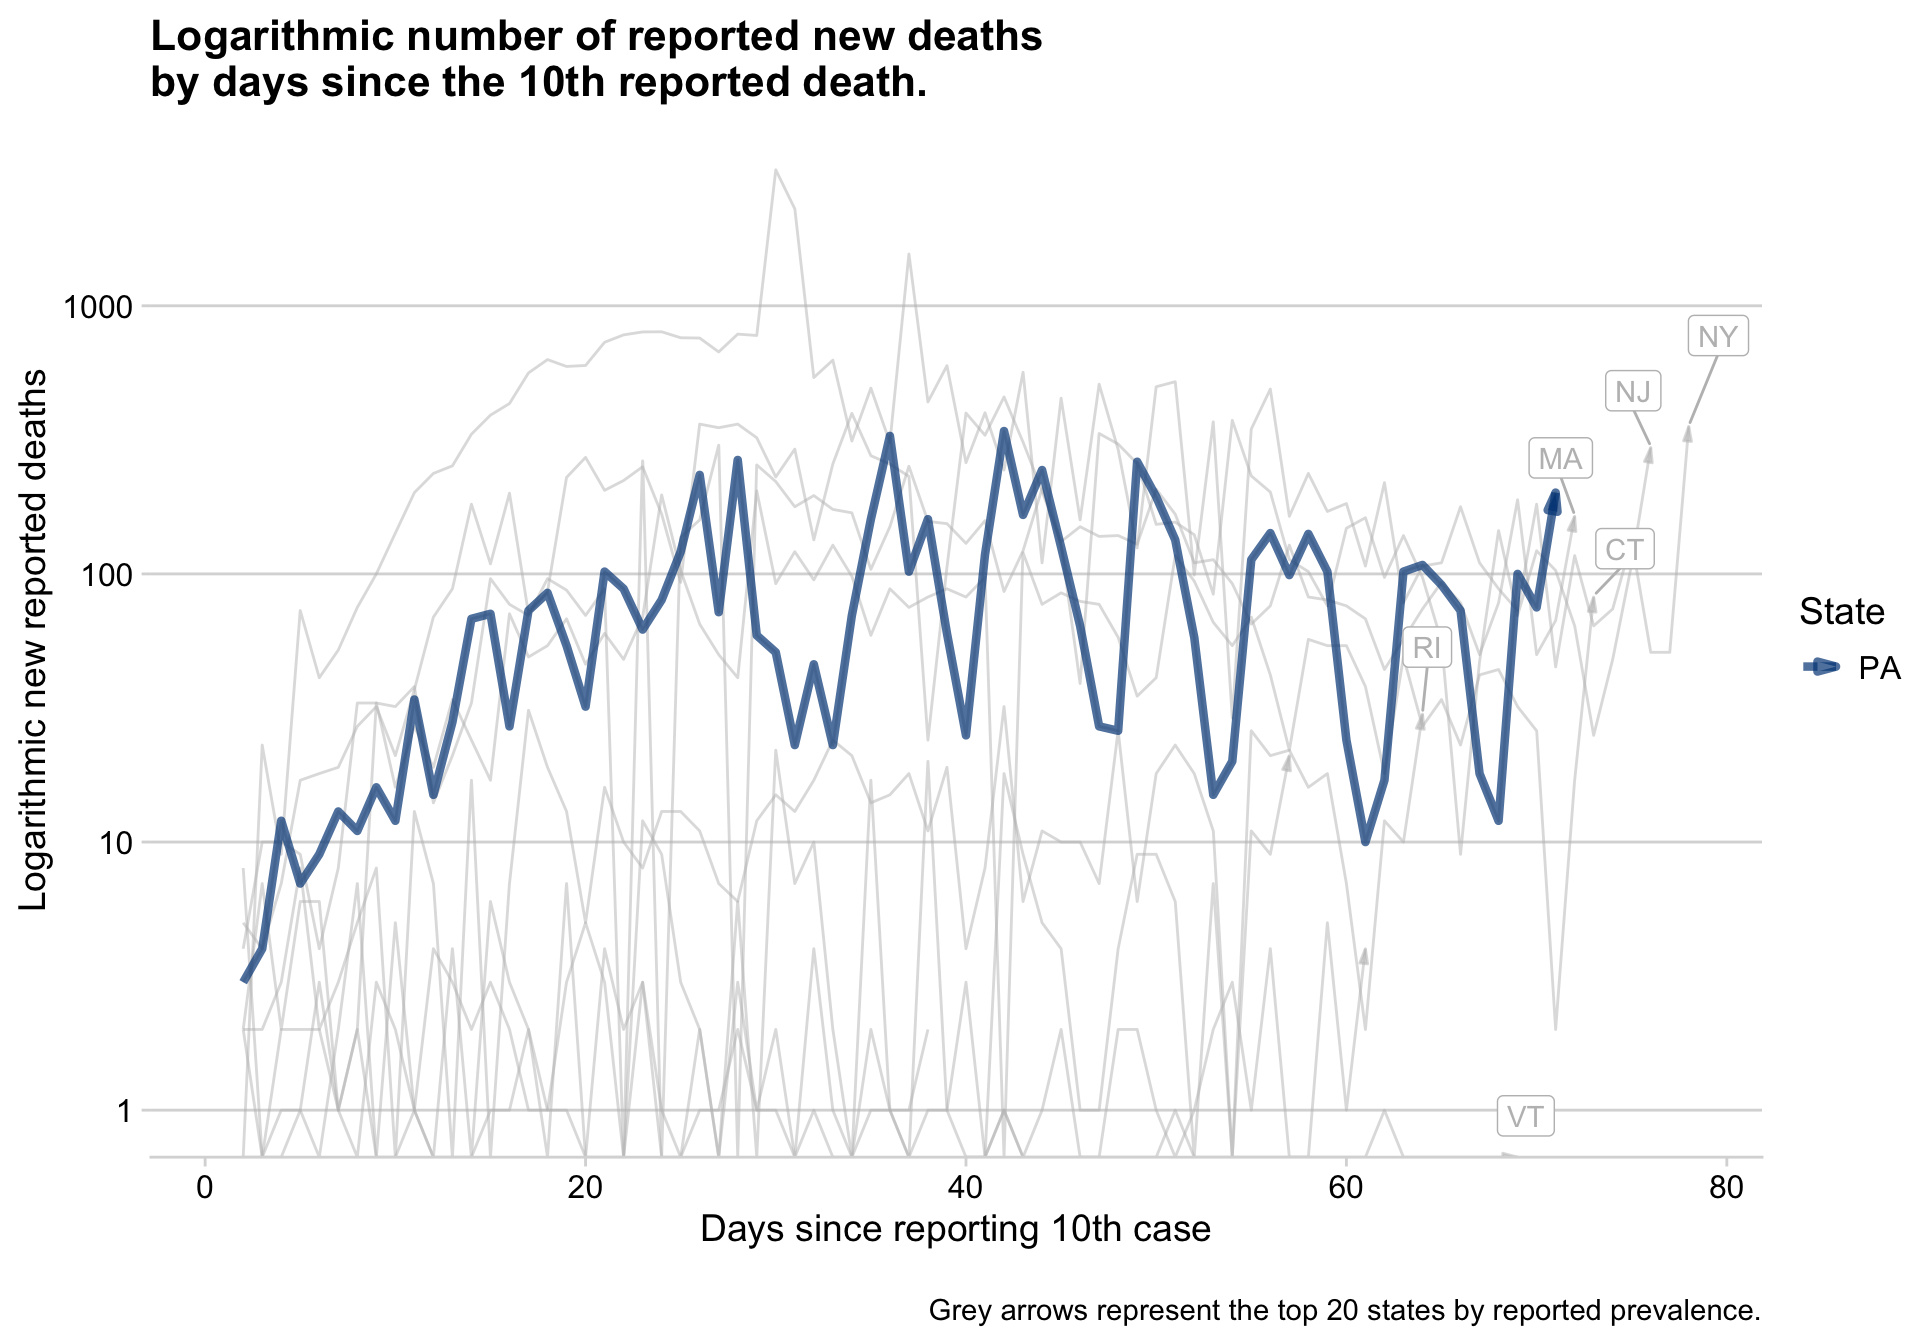 Logarithmic number of reported new deaths
by days since the 10th reported death.
Logarithmic new reported deaths
1000
100
10
1
NY
NJ
MA
CT
RI
VT
State
PA
0 20 40 60 80
Days since reporting 10th case
Grey arrows represent the top 20 states by reported prevalence.